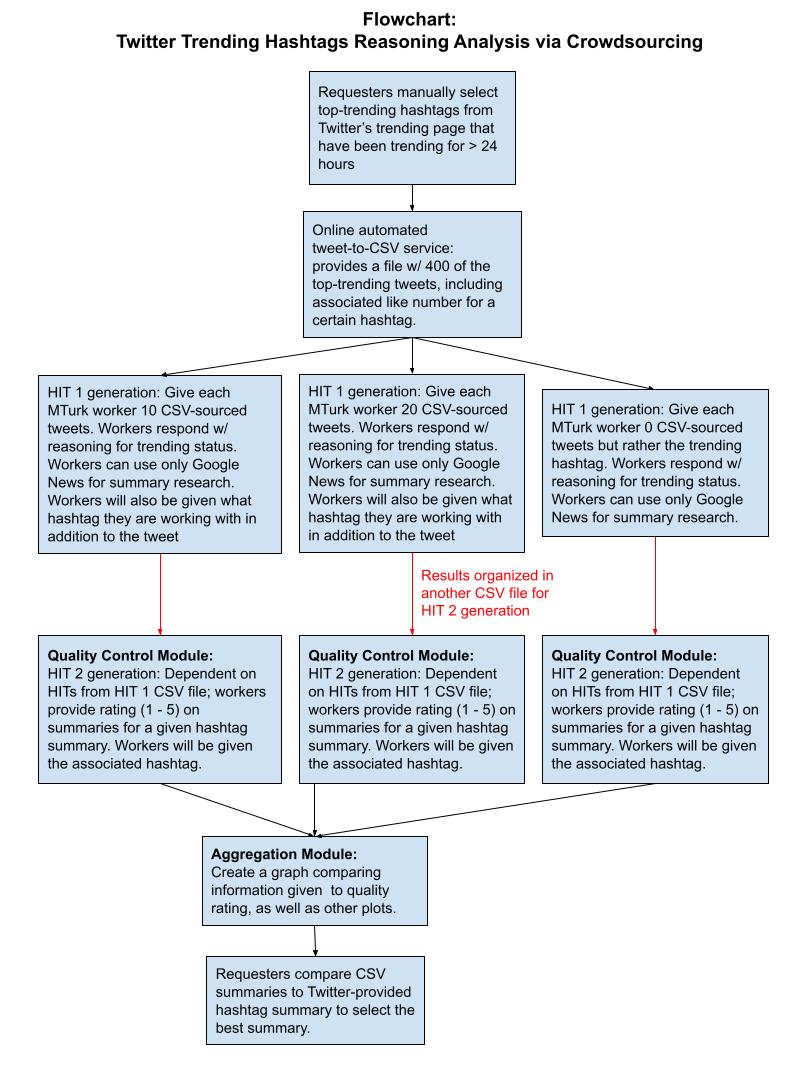 Flowchart:
Twitter Trending Hashtags Reasoning Analysis via Crowdsourcing
Requesters manually select
top-trending hashtags from
Twitter's trending page that
have been trending for > 24
hours
Online automated
tweet-to-CSV service:
provides a file w/ 400 of the
top-trending tweets, including
associated like number for a
certain hashtag.
HIT 1 generation: Give each
MTurk worker 10 CSV-sourced
tweets. Workers respond w/
reasoning for trending status.
Workers can use only Google
News for summary research.
Workers will also be given what
hashtag they are working with in
addition to the tweet
HIT 1 generation: Give each
MTurk worker 20 CSV-sourced
tweets. Workers respond w/
reasoning for trending status.
Workers can use only Google
News for summary research.
Workers will also be given what
hashtag they are working with
in addition to the tweet
HIT 1 generation: Give each
MTurk worker 0 CSV-sourced
tweets but rather the trending
hashtag. Workers respond w/
reasoning for trending status.
Workers can use only Google
News for summary research.
Results organized in
another CSV file for
HIT 2 generation
Quality Control Module:
HIT 2 generation: Dependent on
HITs from HIT 1 CSV file; workers
provide rating (1 - 5) on
summaries for a given hashtag
summary. Workers will be given
the associated hashtag.
Quality Control Module:
HIT 2 generation: Dependent
on HITs from HIT 1 CSV file;
workers provide rating (1 - 5) on
summaries for a given hashtag
summary. Workers will be given
the associated hashtag.
Quality Control Module:
HIT 2 generation: Dependent
on HITs from HIT 1 CSV file;
workers provide rating (1 - 5) on
summaries for a given hashtag
summary. Workers will be given
the associated hashtag.
Aggregation Module:
Create a graph comparing
information given  to quality
rating, as well as other plots.
Requesters compare CSV
summaries to Twitter-provided
hashtag summary to select the
best summary.